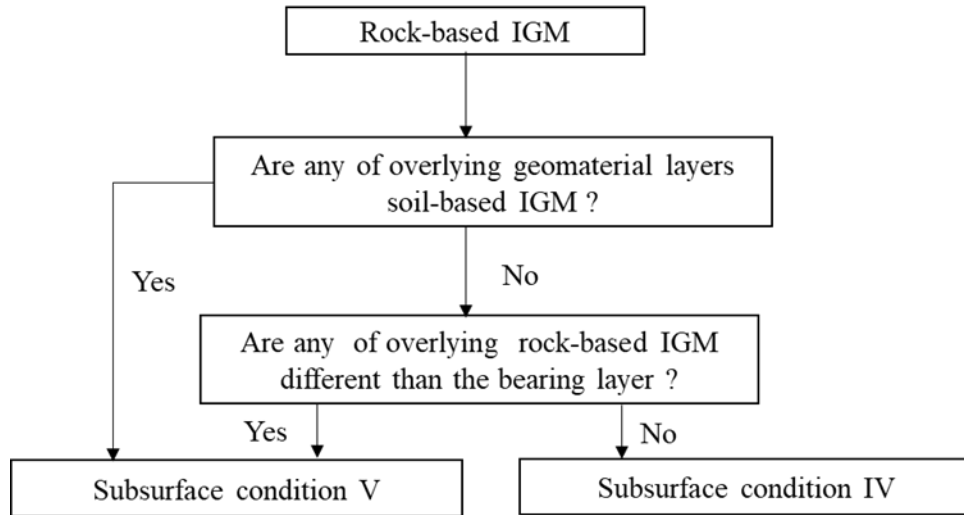 Rock-based IGM
Are any of overlying geomaterial layers
soil-based IGM ?
Yes
No
Are any of overlying rock-based IGM
different than the bearing layer ?
Yes
No
Subsurface condition V
Subsurface condition IV